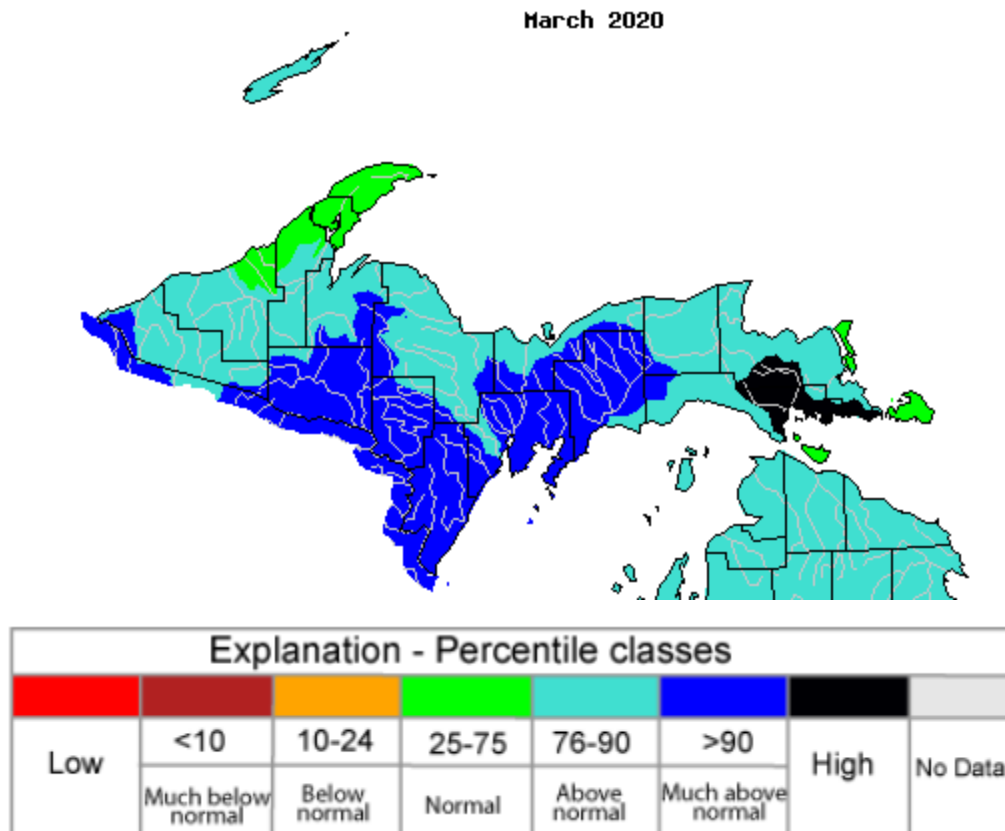 March 2020
Explanation - Percentile classes
Low
<10
10-24
25-75
76-90
>90
High
No Data
Much below
normal
Below
normal
Normal
Above
normal
Much above
normal